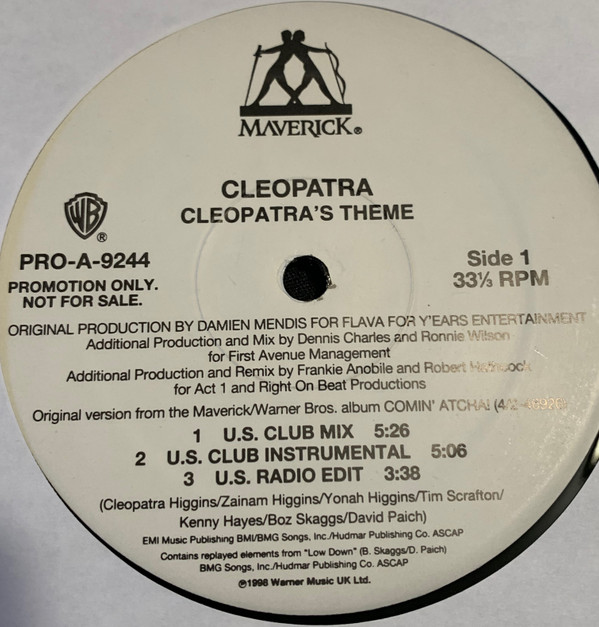 MAVERICK®
CLEOPATRA
CLEOPATRA'S THEME
WB®
PRO-A-9244
PROMOTION ONLY.
NOT FOR SALE.
Side 1
33⅓ RPM
ORIGINAL PRODUCTION BY DAMIEN MENDIS FOR FLAVA FOR Y'EARS ENTERTAINMENT
Additional Production and Mix by Dennis Charles and Ronnie Wilson
for First Avenue Management
Additional Production and Remix by Frankie Anobile and Robert
for Act 1 and Right On Beat Productions
Original version from the Maverick/Warner Bros. album COMIN' ATCHA!
1 U.S. CLUB MIX 5:26
2 U.S. CLUB INSTRUMENTAL 5:06
3 U.S. RADIO EDIT 3:38
(Cleopatra Higgins/Zainam Higgins/Yonah Higgins/Tim Scrafton/
Kenny Hayes/Boz Skaggs/David Paich)
EMI Music Publishing BMI/BMG Songs, Inc./Hudmar Publishing Co. ASCAP
Contains replayed elements from "Low Down" (B. Skaggs/D. Paich)
BMG Songs, Inc./Hudmar Publishing Co. ASCAP
℗1998 Warner Music UK Ltd.